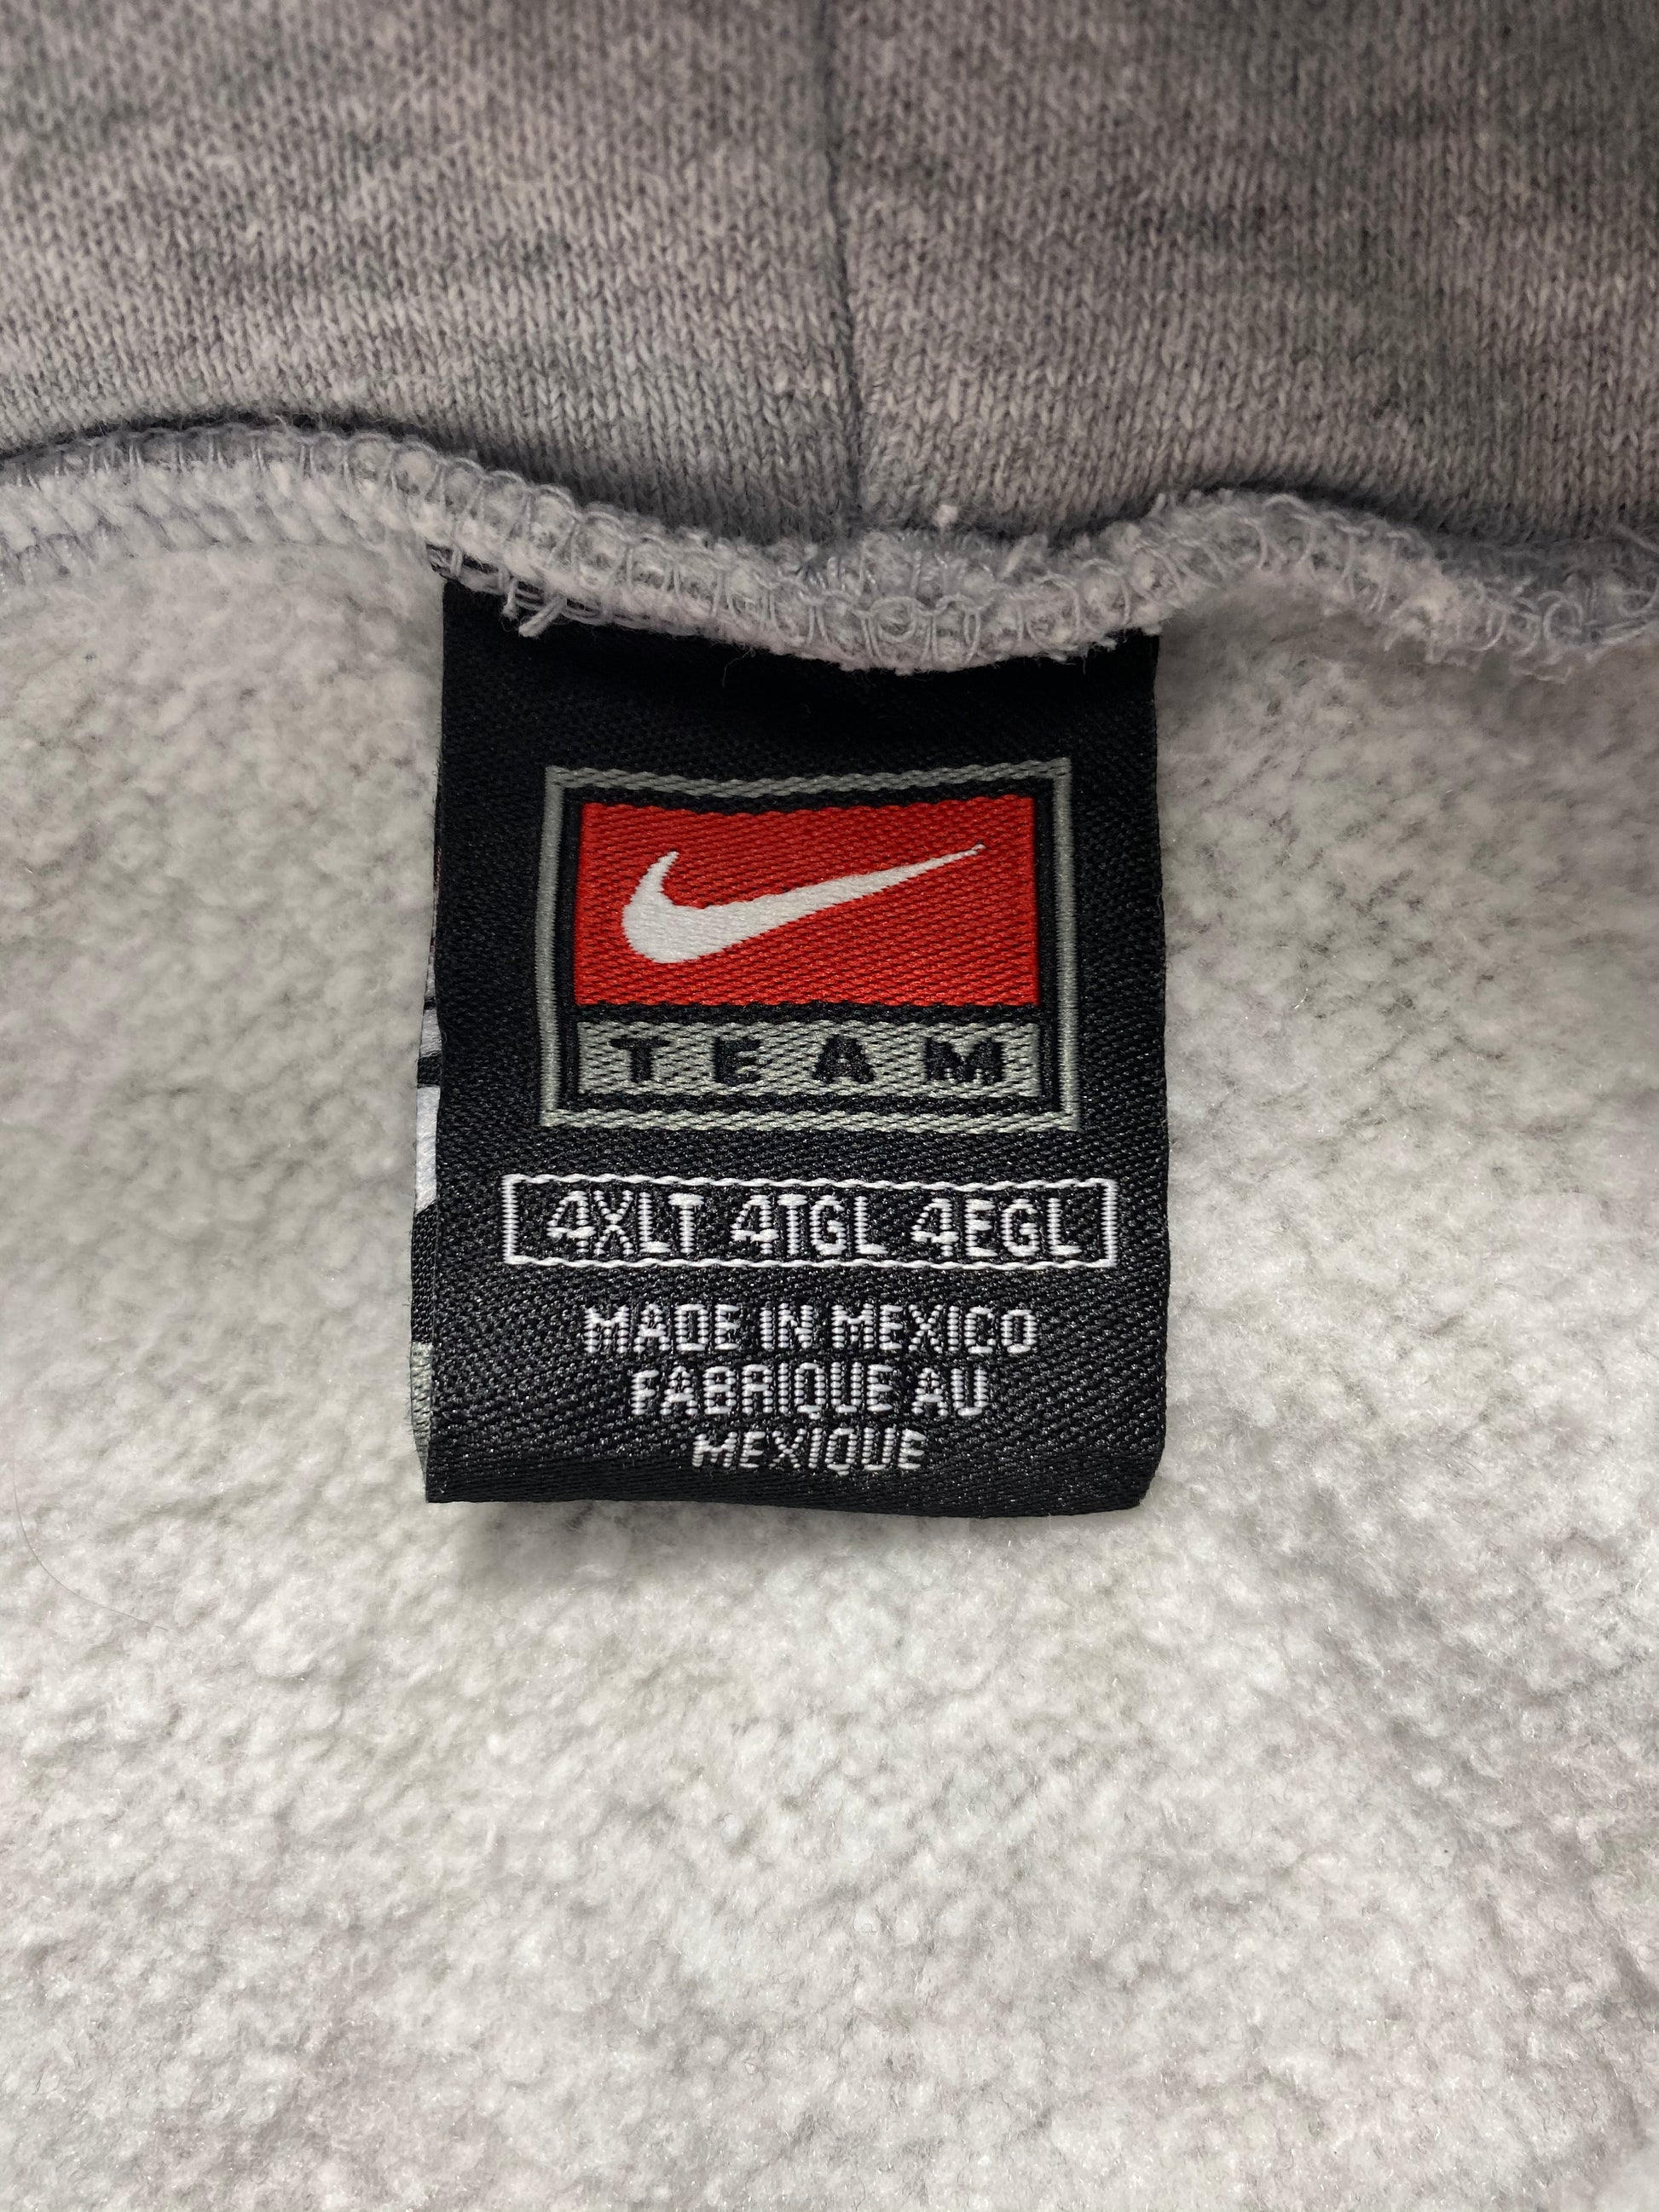 TEAM
4XLT 4TGL 4EGL
MADE IN MEXICO
FABRIQUE AU
MEXIQUE